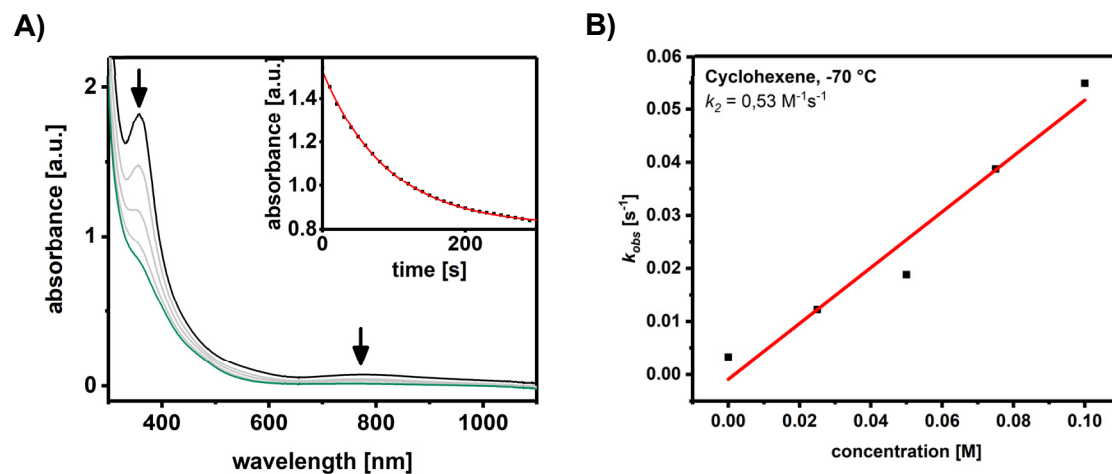 A)
absorbance [a.u.]
2
1
0
400
600
800
1000
wavelength [nm]
absorbance [a.u.]
1.4
1.2
1.0
0.8
0
200
time [s]
B)
Cyclohexene, -70 °C
k2 = 0,53 M-1s-1
kobs [s-1]
0.06
0.05
0.04
0.03
0.02
0.01
0.00
0.00
0.02
0.04
0.06
0.08
0.10
concentration [M]